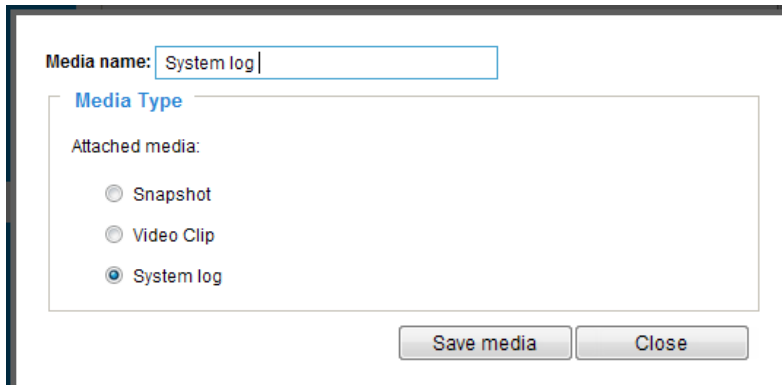 Media name: System log
Media Type
Attached media:
Snapshot
Video Clip
System log
Save media Close